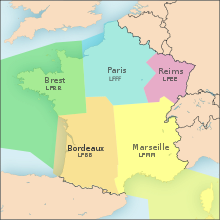 Paris
LFFF
Reims
LFEE
Brest
LFRR
Bordeaux
LFBB
Marseille
LFMM